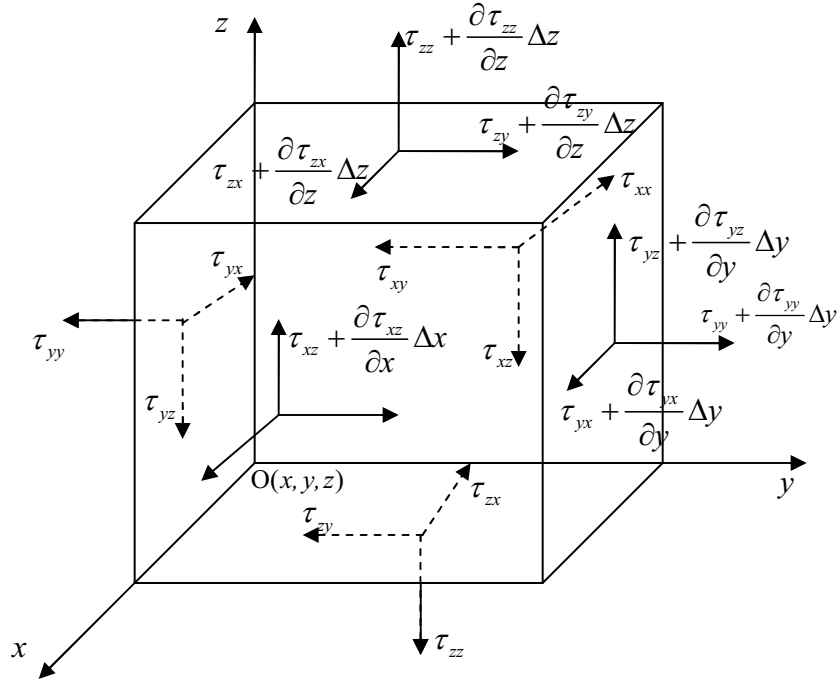 z
τ_zz + ∂τ_zz/∂z Δz
τ_zy + ∂τ_zy/∂z Δz
τ_zx + ∂τ_zx/∂z Δz
τ_xx
τ_yx
τ_xy
τ_yz + ∂τ_yz/∂y Δy
τ_yy + ∂τ_yy/∂y Δy
τ_yy
τ_xz + ∂τ_xz/∂x Δx
τ_xz
τ_yz
τ_yx + ∂τ_yx/∂y Δy
O(x, y, z)
y
τ_zx
τ_zy
x
τ_zz